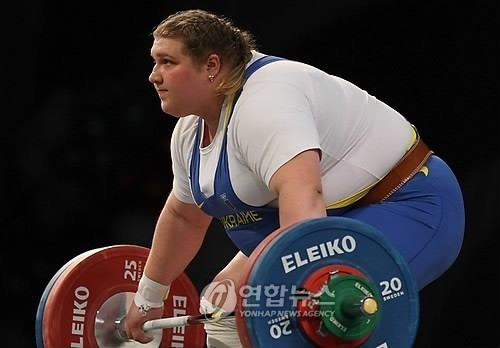 UKRAINE
ELEIKO
20
SWEDEN
20
ELEIKO
25
연합뉴스
YONHAP NEWS AGENCY